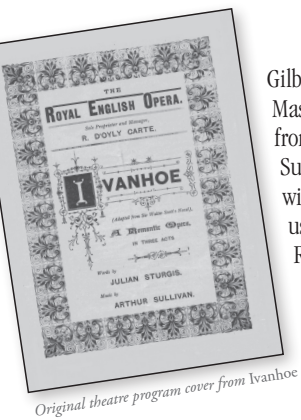 THE
ROYAL ENGLISH OPERA.
Sole Proprietor and Manager,
R. D'OYLY CARTE.
IVANHOE
(Adapted from Sir Walter Scott's Novel),
A Romantic Opera,
IN THREE ACTS
Words by
JULIAN STURGIS.
Music by
ARTHUR SULLIVAN.
Original theatre program cover from Ivanhoe
Gilb
Mas
from
Su
wi
us
R